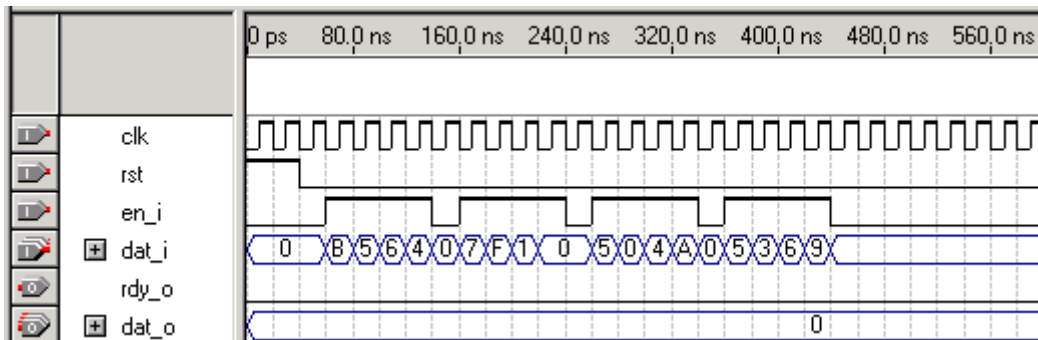 0 ps 80.0 ns 160.0 ns 240.0 ns 320.0 ns 400.0 ns 480.0 ns 560.0 ns
clk
rst
en_i
dat_i 0 B 5 6 4 0 7 F 1 0 5 0 4 A 0 5 3 6 9
rdy_o
dat_o 0